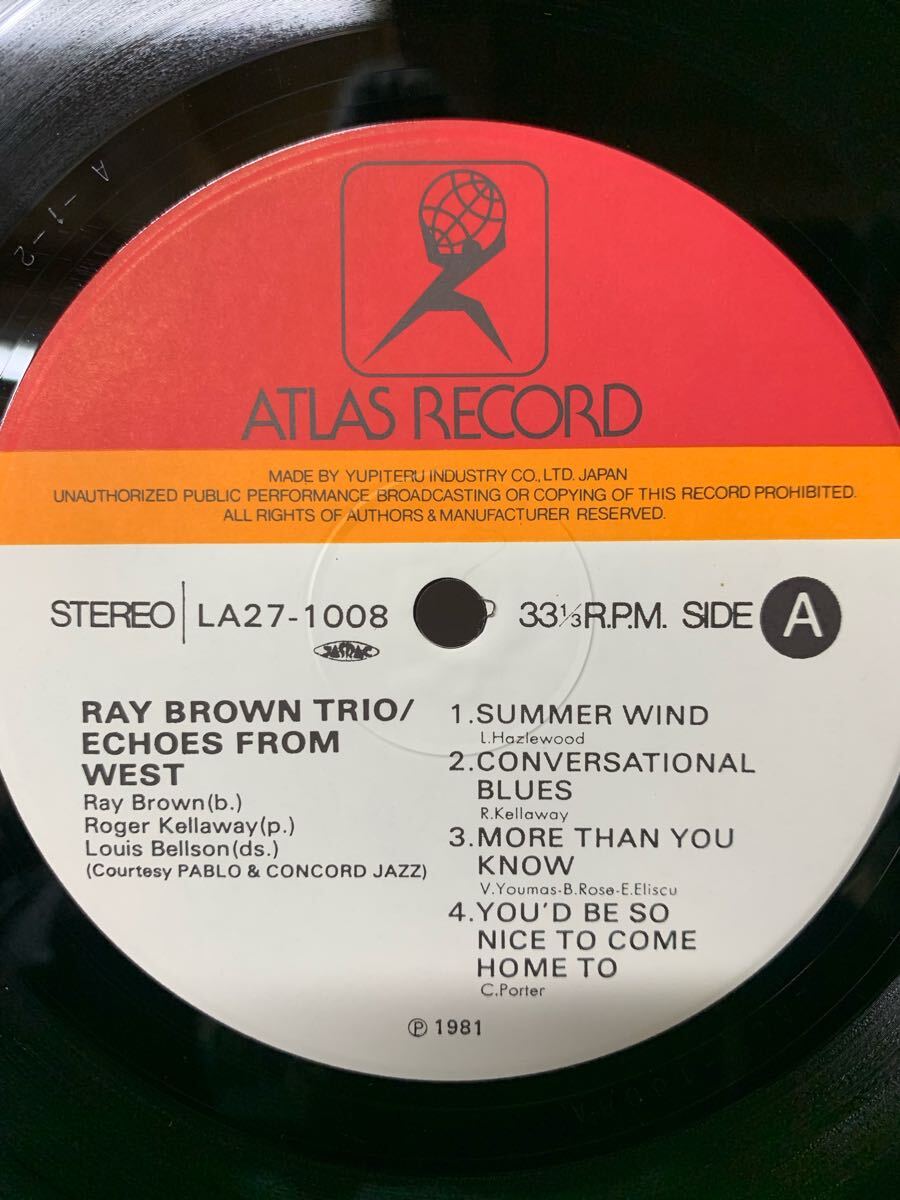 A-1-2
ATLAS RECORD
MADE BY YUPITERU INDUSTRY CO., LTD. JAPAN
UNAUTHORIZED PUBLIC PERFORMANCE BROADCASTING OR COPYING OF THIS RECORD PROHIBITED.
ALL RIGHTS OF AUTHORS & MANUFACTURER RESERVED.
STEREO LA27-1008
JASRAC
33 1/3 R.P.M. SIDE A
RAY BROWN TRIO/
ECHOES FROM
WEST
Ray Brown(b.)
Roger Kellaway(p.)
Louis Bellson(ds.)
(Courtesy PABLO & CONCORD JAZZ)
1.SUMMER WIND
L.Hazlewood
2.CONVERSATIONAL
BLUES
R.Kellaway
3.MORE THAN YOU
KNOW
V.Youmas-B.Rose-E.Eliscu
4.YOU'D BE SO
NICE TO COME
HOME TO
C.Porter
Ⓟ 1981